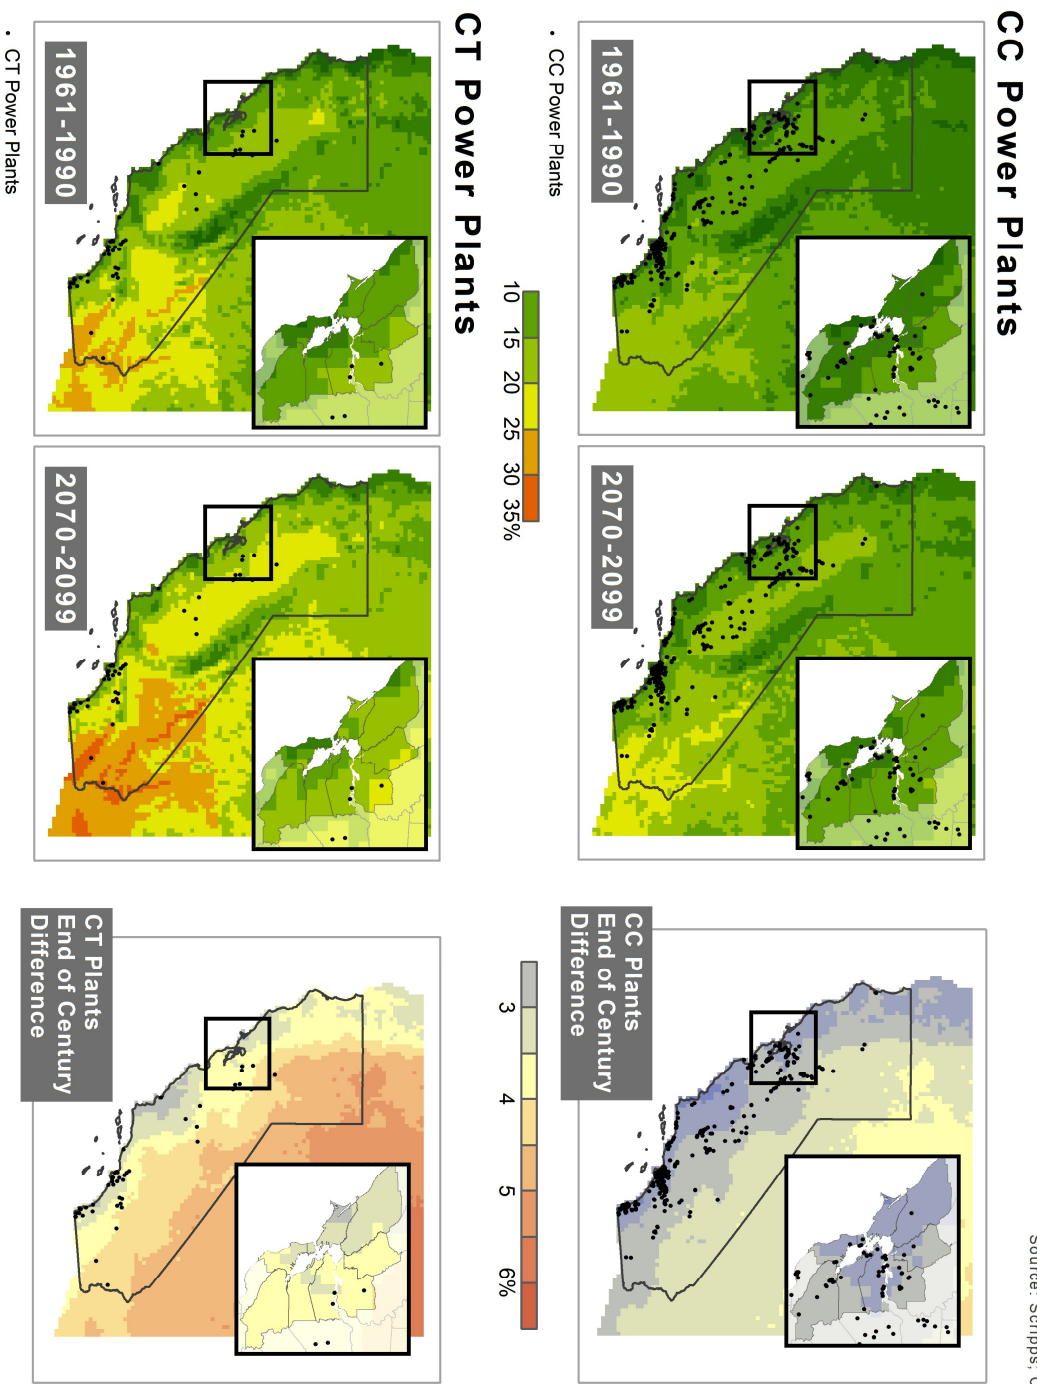 CC Power Plants
1961-1990
2070-2099
CC Plants
End of Century
Difference
• CC Power Plants
10 15 20 25 30 35%
3 4 5 6%
CT Power Plants
1961-1990
2070-2099
CT Plants
End of Century
Difference
• CT Power Plants
Source: Scripps,